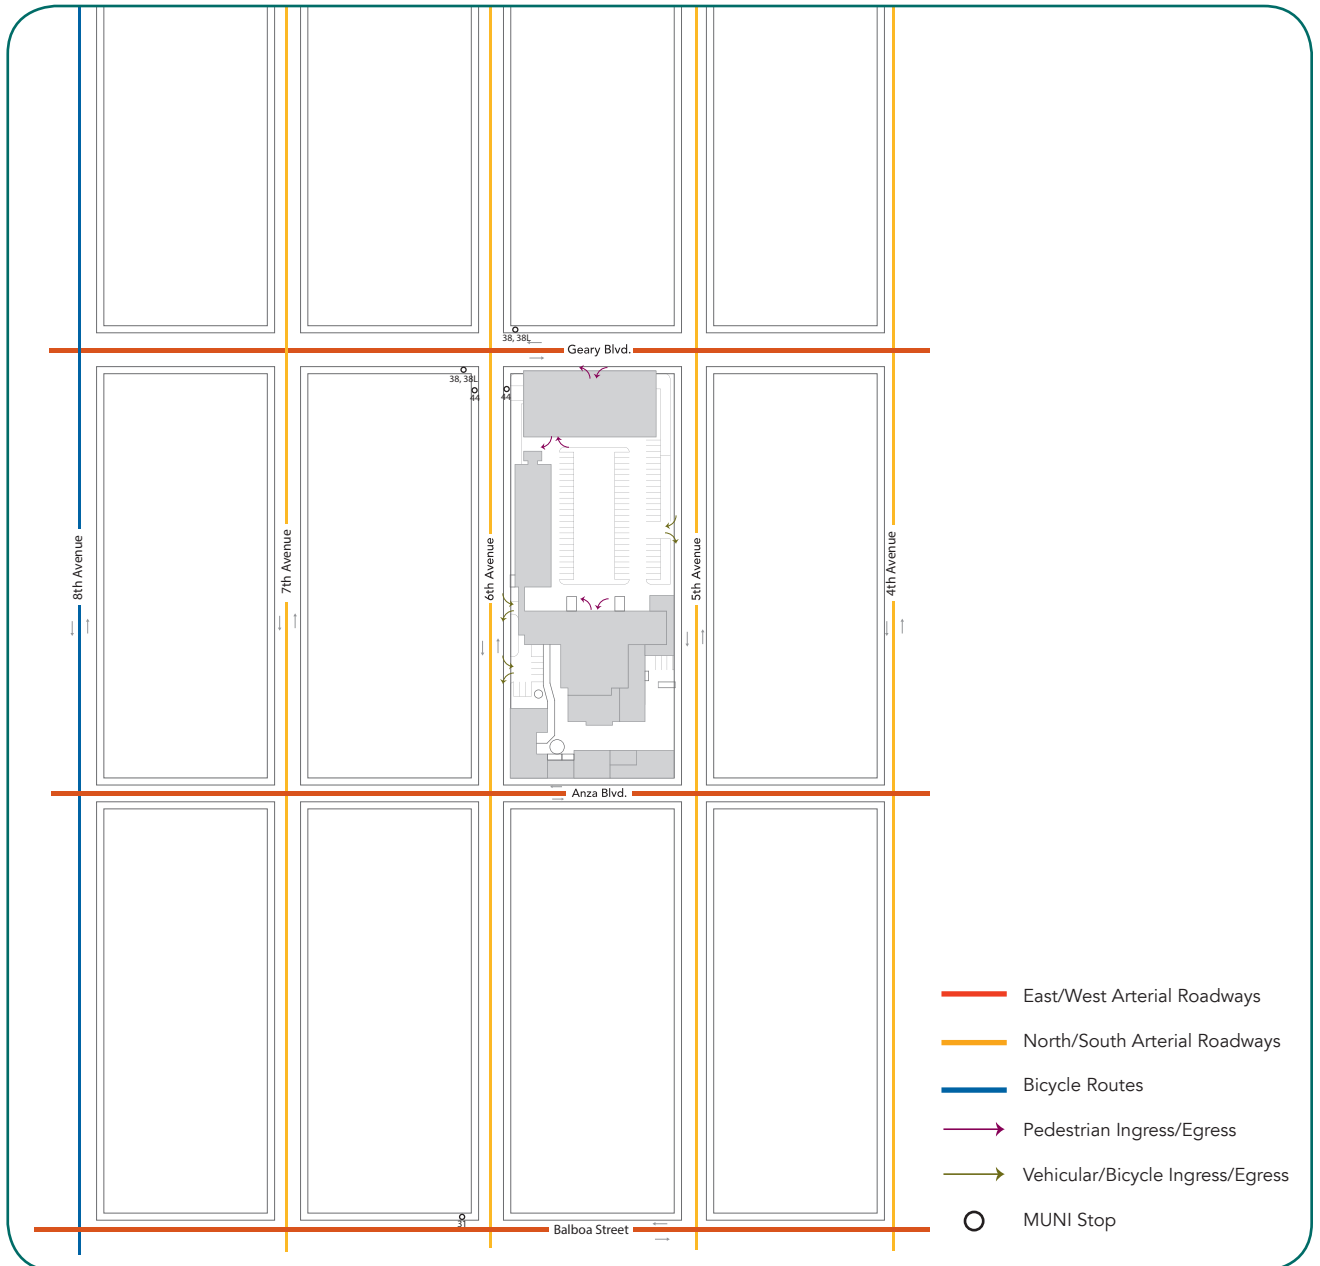 38, 38L
Geary Blvd.
38, 38L
44
44
8th Avenue
7th Avenue
6th Avenue
5th Avenue
4th Avenue
Anza Blvd.
East/West Arterial Roadways
North/South Arterial Roadways
Bicycle Routes
Pedestrian Ingress/Egress
Vehicular/Bicycle Ingress/Egress
MUNI Stop
31
Balboa Street